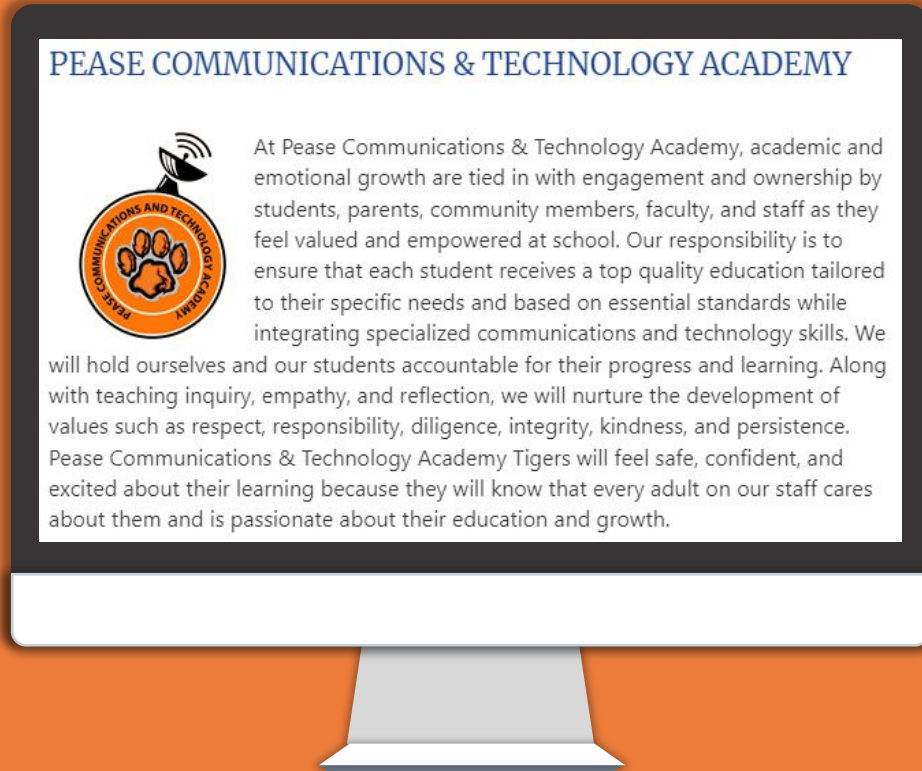 PEASE COMMUNICATIONS & TECHNOLOGY ACADEMY
At Pease Communications & Technology Academy, academic and
emotional growth are tied in with engagement and ownership by
students, parents, community members, faculty, and staff as they
feel valued and empowered at school. Our responsibility is to
ensure that each student receives a top quality education tailored
to their specific needs and based on essential standards while
integrating specialized communications and technology skills. We
will hold ourselves and our students accountable for their progress and learning. Along
with teaching inquiry, empathy, and reflection, we will nurture the development of
values such as respect, responsibility, diligence, integrity, kindness, and persistence.
Pease Communications & Technology Academy Tigers will feel safe, confident, and
excited about their learning because they will know that every adult on our staff cares
about them and is passionate about their education and growth.
PEASE COMMUNICATIONS AND TECHNOLOGY ACADEMY